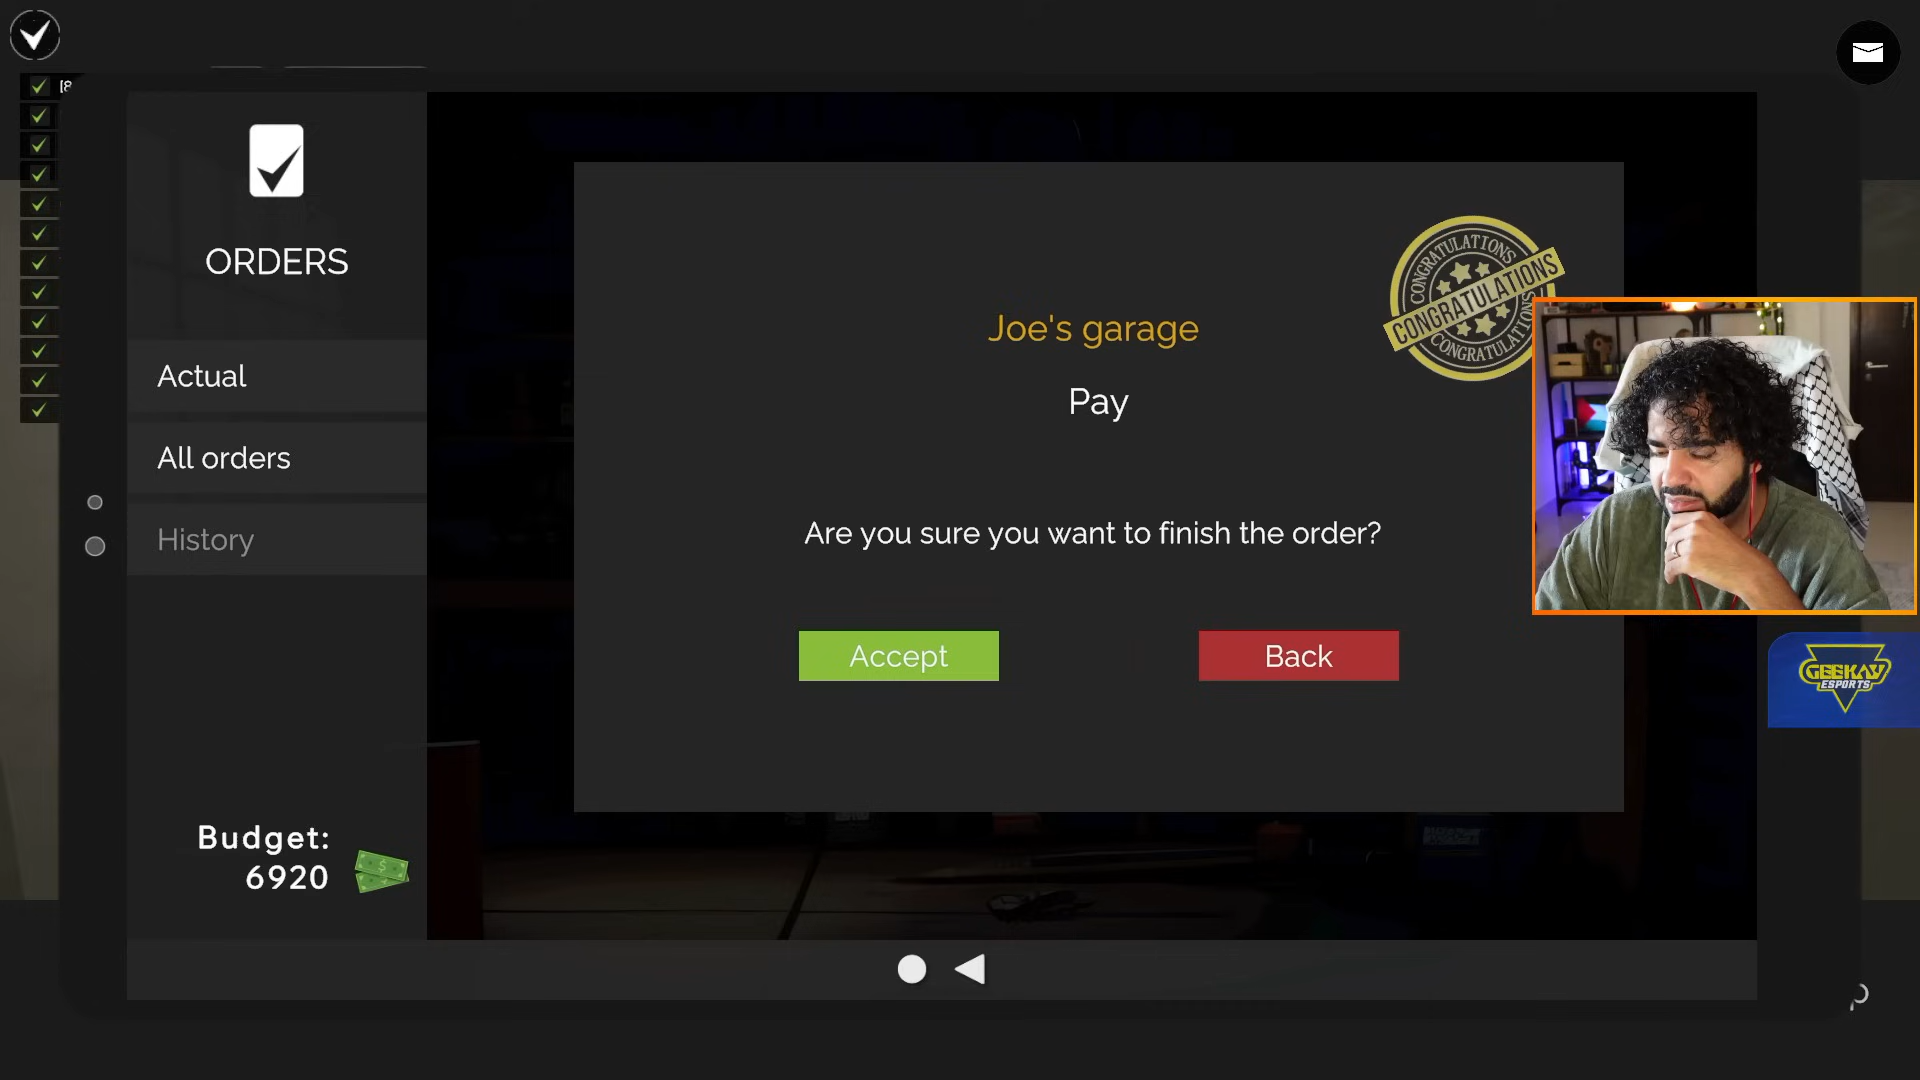 [8
ORDERS
Actual
All orders
History
Budget:
6920
CONGRATULATIONS
CONGRATULATIONS
CONGRATULATIONS
Joe's garage
Pay
Are you sure you want to finish the order?
Accept
Back
GEEKAY
ESPORTS